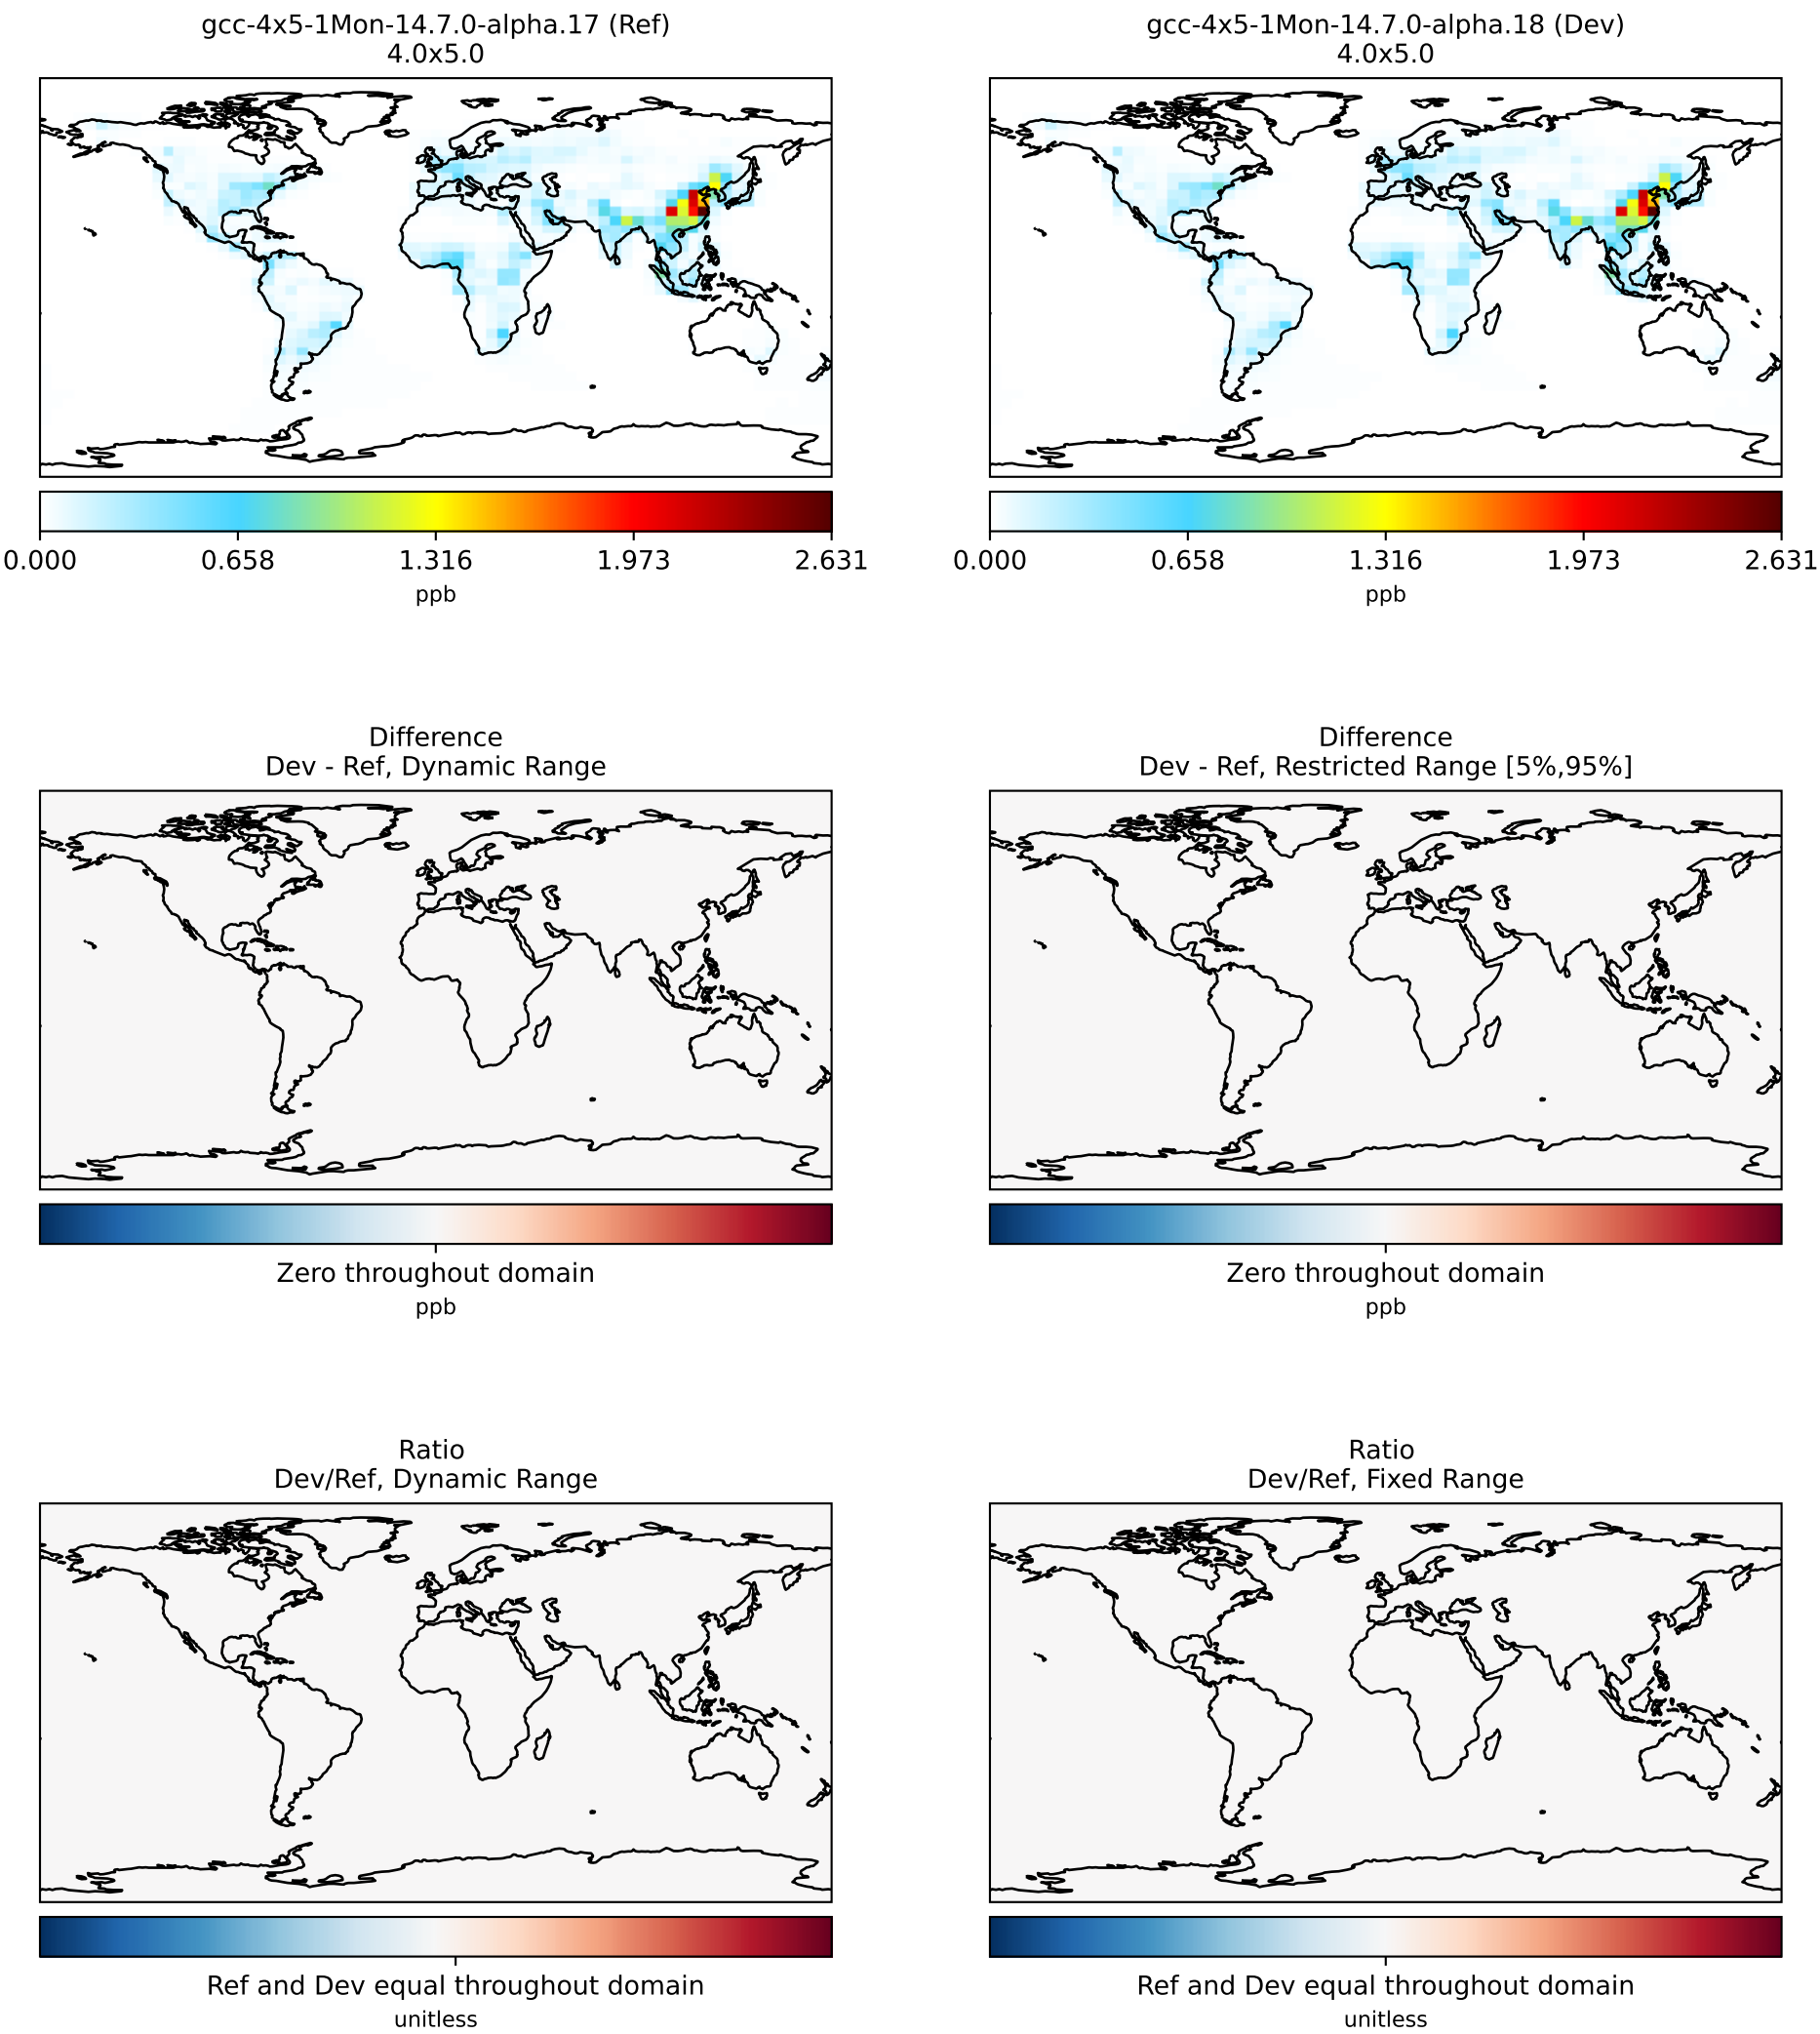 gcc-4x5-1Mon-14.7.0-alpha.17 (Ref)
4.0x5.0
gcc-4x5-1Mon-14.7.0-alpha.18 (Dev)
4.0x5.0
0.000 0.658 1.316 1.973 2.631
ppb
0.000 0.658 1.316 1.973 2.631
ppb
Difference
Dev - Ref, Dynamic Range
Difference
Dev - Ref, Restricted Range [5%,95%]
Zero throughout domain
ppb
Zero throughout domain
ppb
Ratio
Dev/Ref, Dynamic Range
Ratio
Dev/Ref, Fixed Range
Ref and Dev equal throughout domain
unitless
Ref and Dev equal throughout domain
unitless